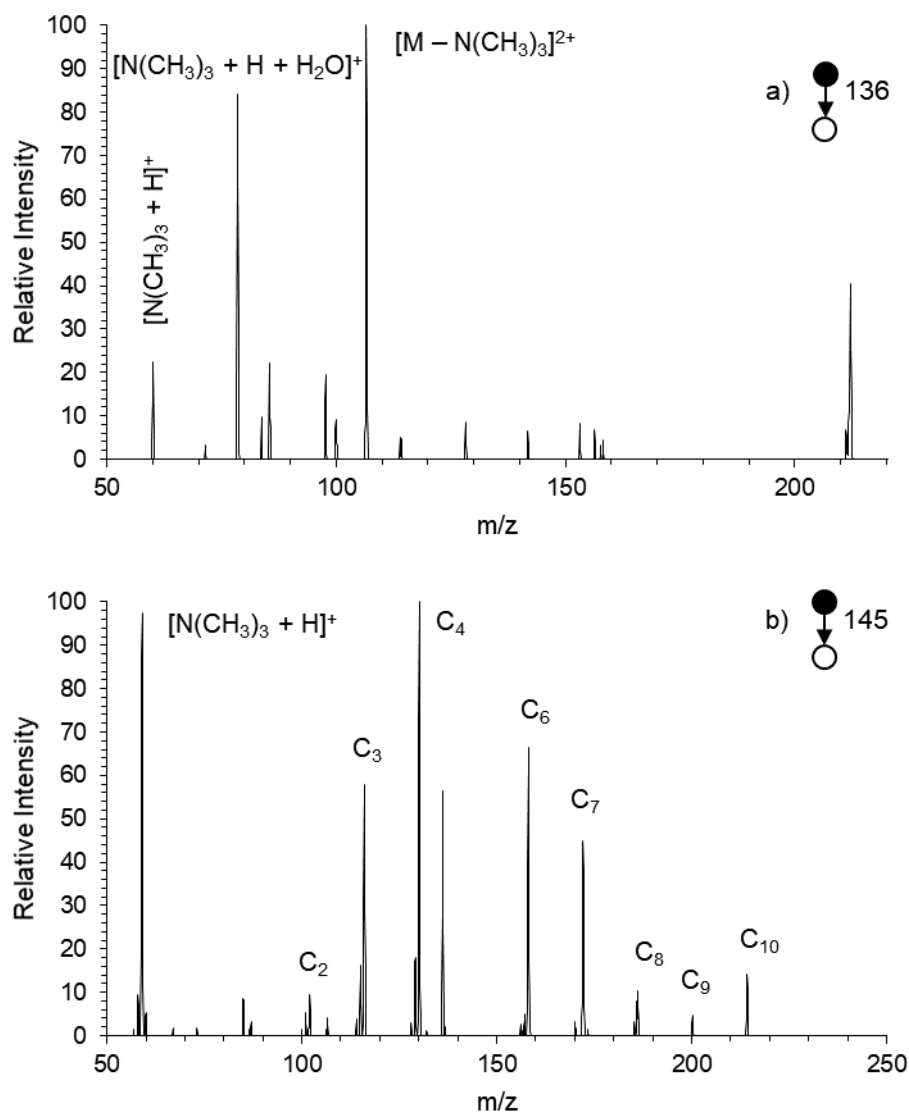 100
90
80
70
60
50
40
30
20
10
0
Relative Intensity
[N(CH₃)₃ + H + H₂O]⁺
[M – N(CH₃)₃]²⁺
[N(CH₃)₃ + H]⁺
a)
136
50
100
150
200
m/z
100
90
80
70
60
50
40
30
20
10
0
Relative Intensity
[N(CH₃)₃ + H]⁺
C₂
C₃
C₄
C₆
C₇
C₈
C₉
C₁₀
b)
145
50
100
150
200
250
m/z